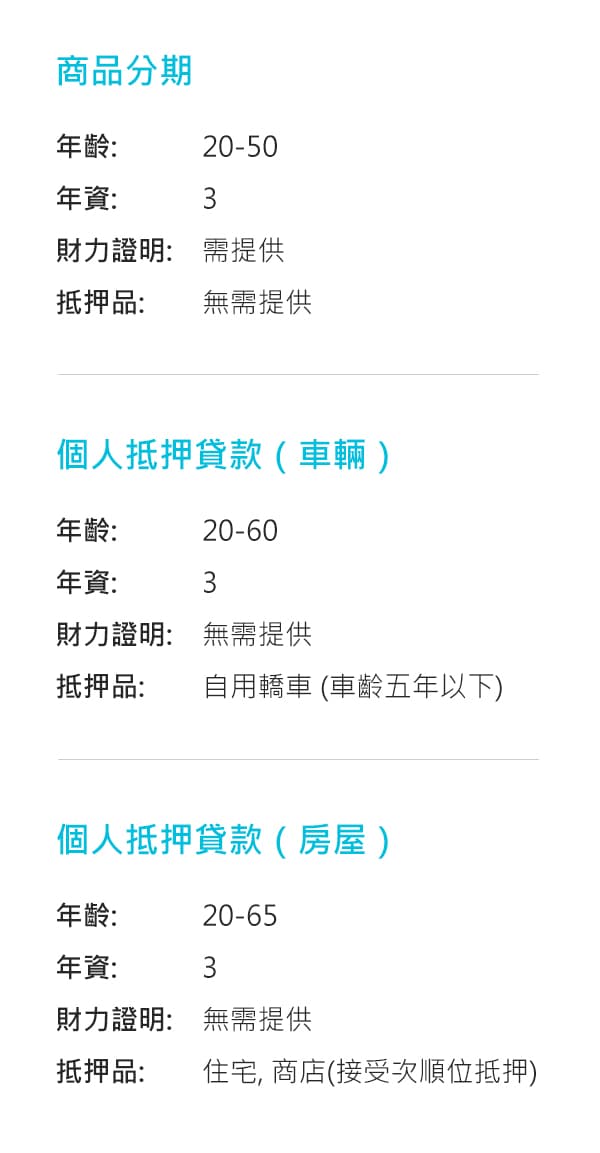 商品分期
年齡: 20-50
年資: 3
財力證明: 需提供
抵押品: 無需提供
個人抵押貸款 ( 車輛 )
年齡: 20-60
年資: 3
財力證明: 無需提供
抵押品: 自用轎車 (車齡五年以下)
個人抵押貸款 ( 房屋 )
年齡: 20-65
年資: 3
財力證明: 無需提供
抵押品: 住宅, 商店(接受次順位抵押)